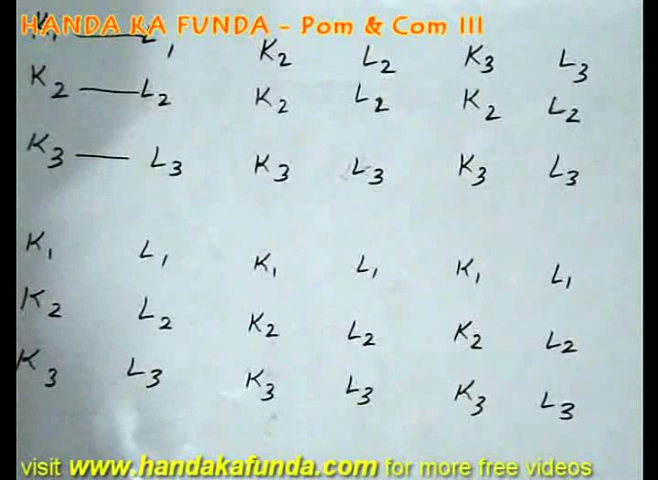 HANDA KA FUNDA - Pom & Com III
K1 L1 K2 L2 K3 L3
K2 L2 K2 L2 K2 L2
K3 L3 K3 L3 K3 L3
K1 L1 K1 L1 K1 L1
K2 L2 K2 L2 K2 L2
K3 L3 K3 L3 K3 L3
visit www.handakafunda.com for more free videos